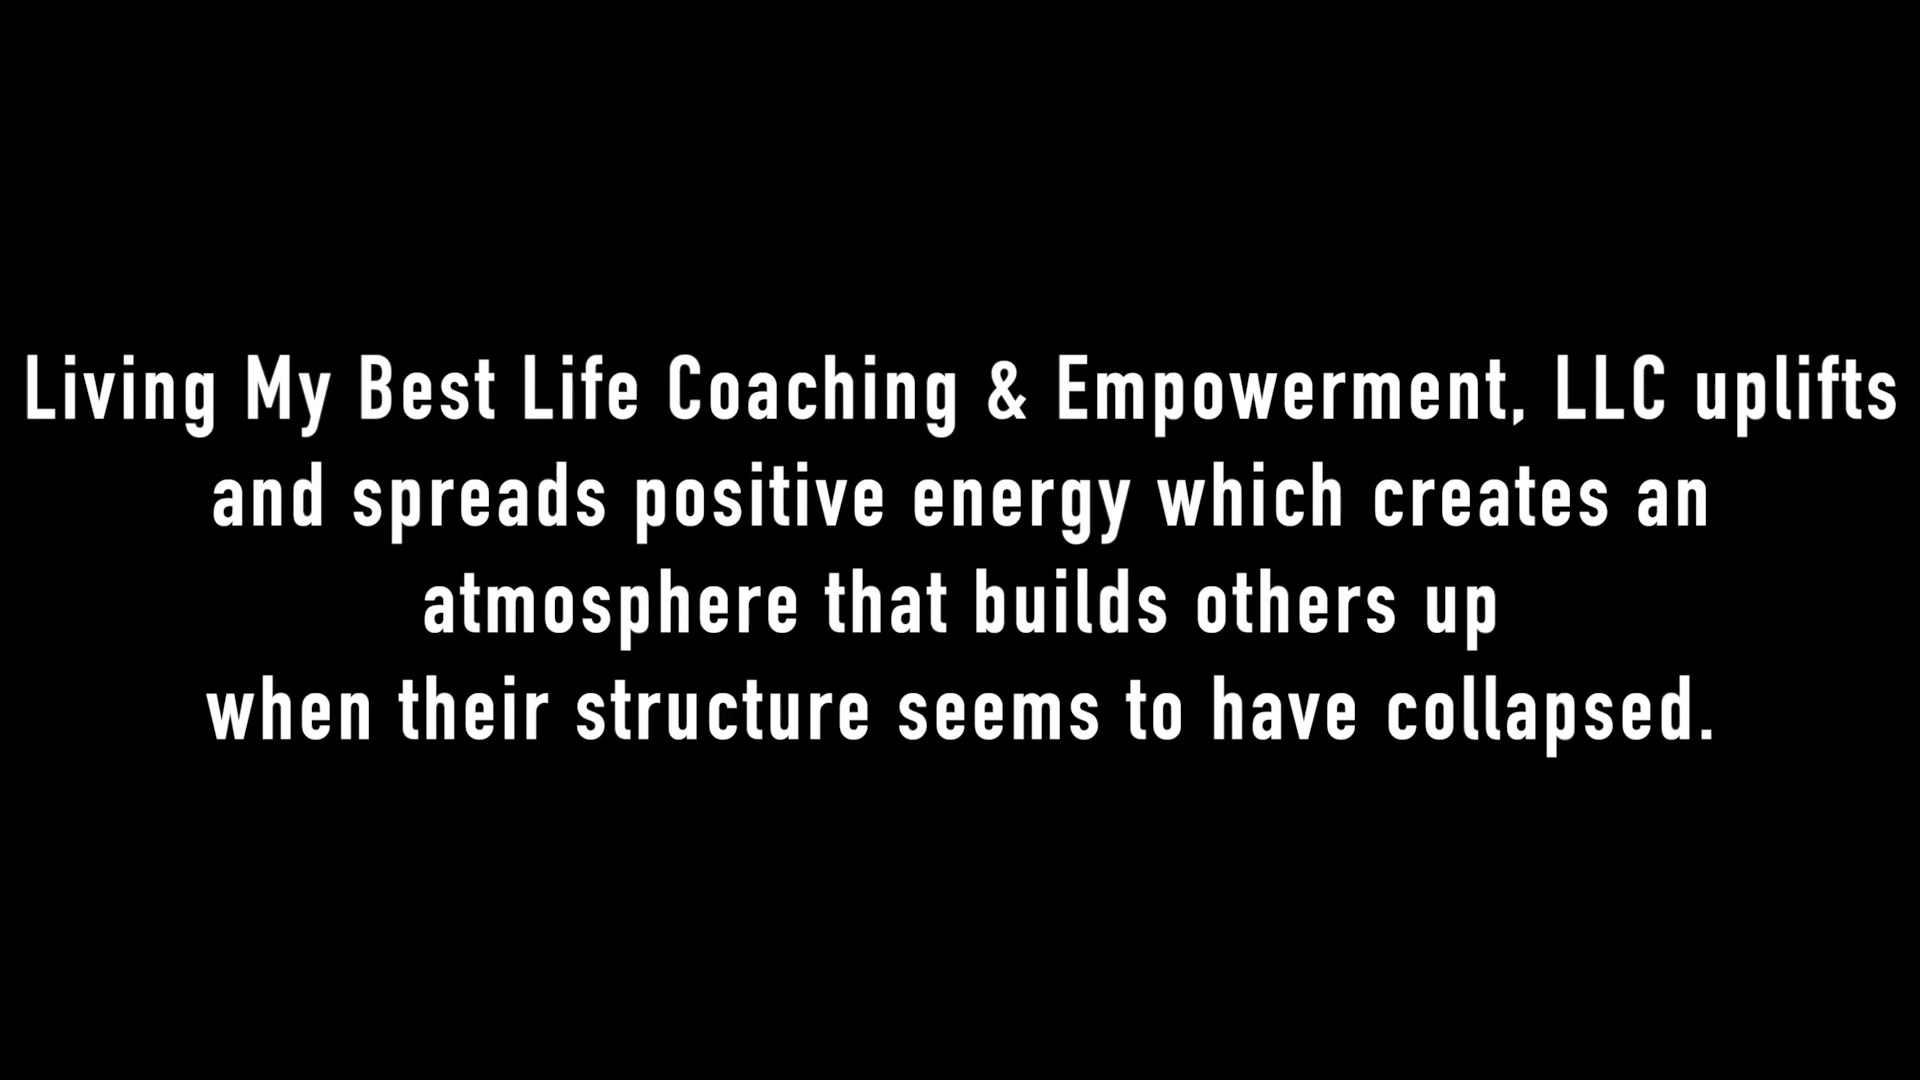 Living My Best Life Coaching & Empowerment, LLC uplifts
and spreads positive energy which creates an
atmosphere that builds others up
when their structure seems to have collapsed.